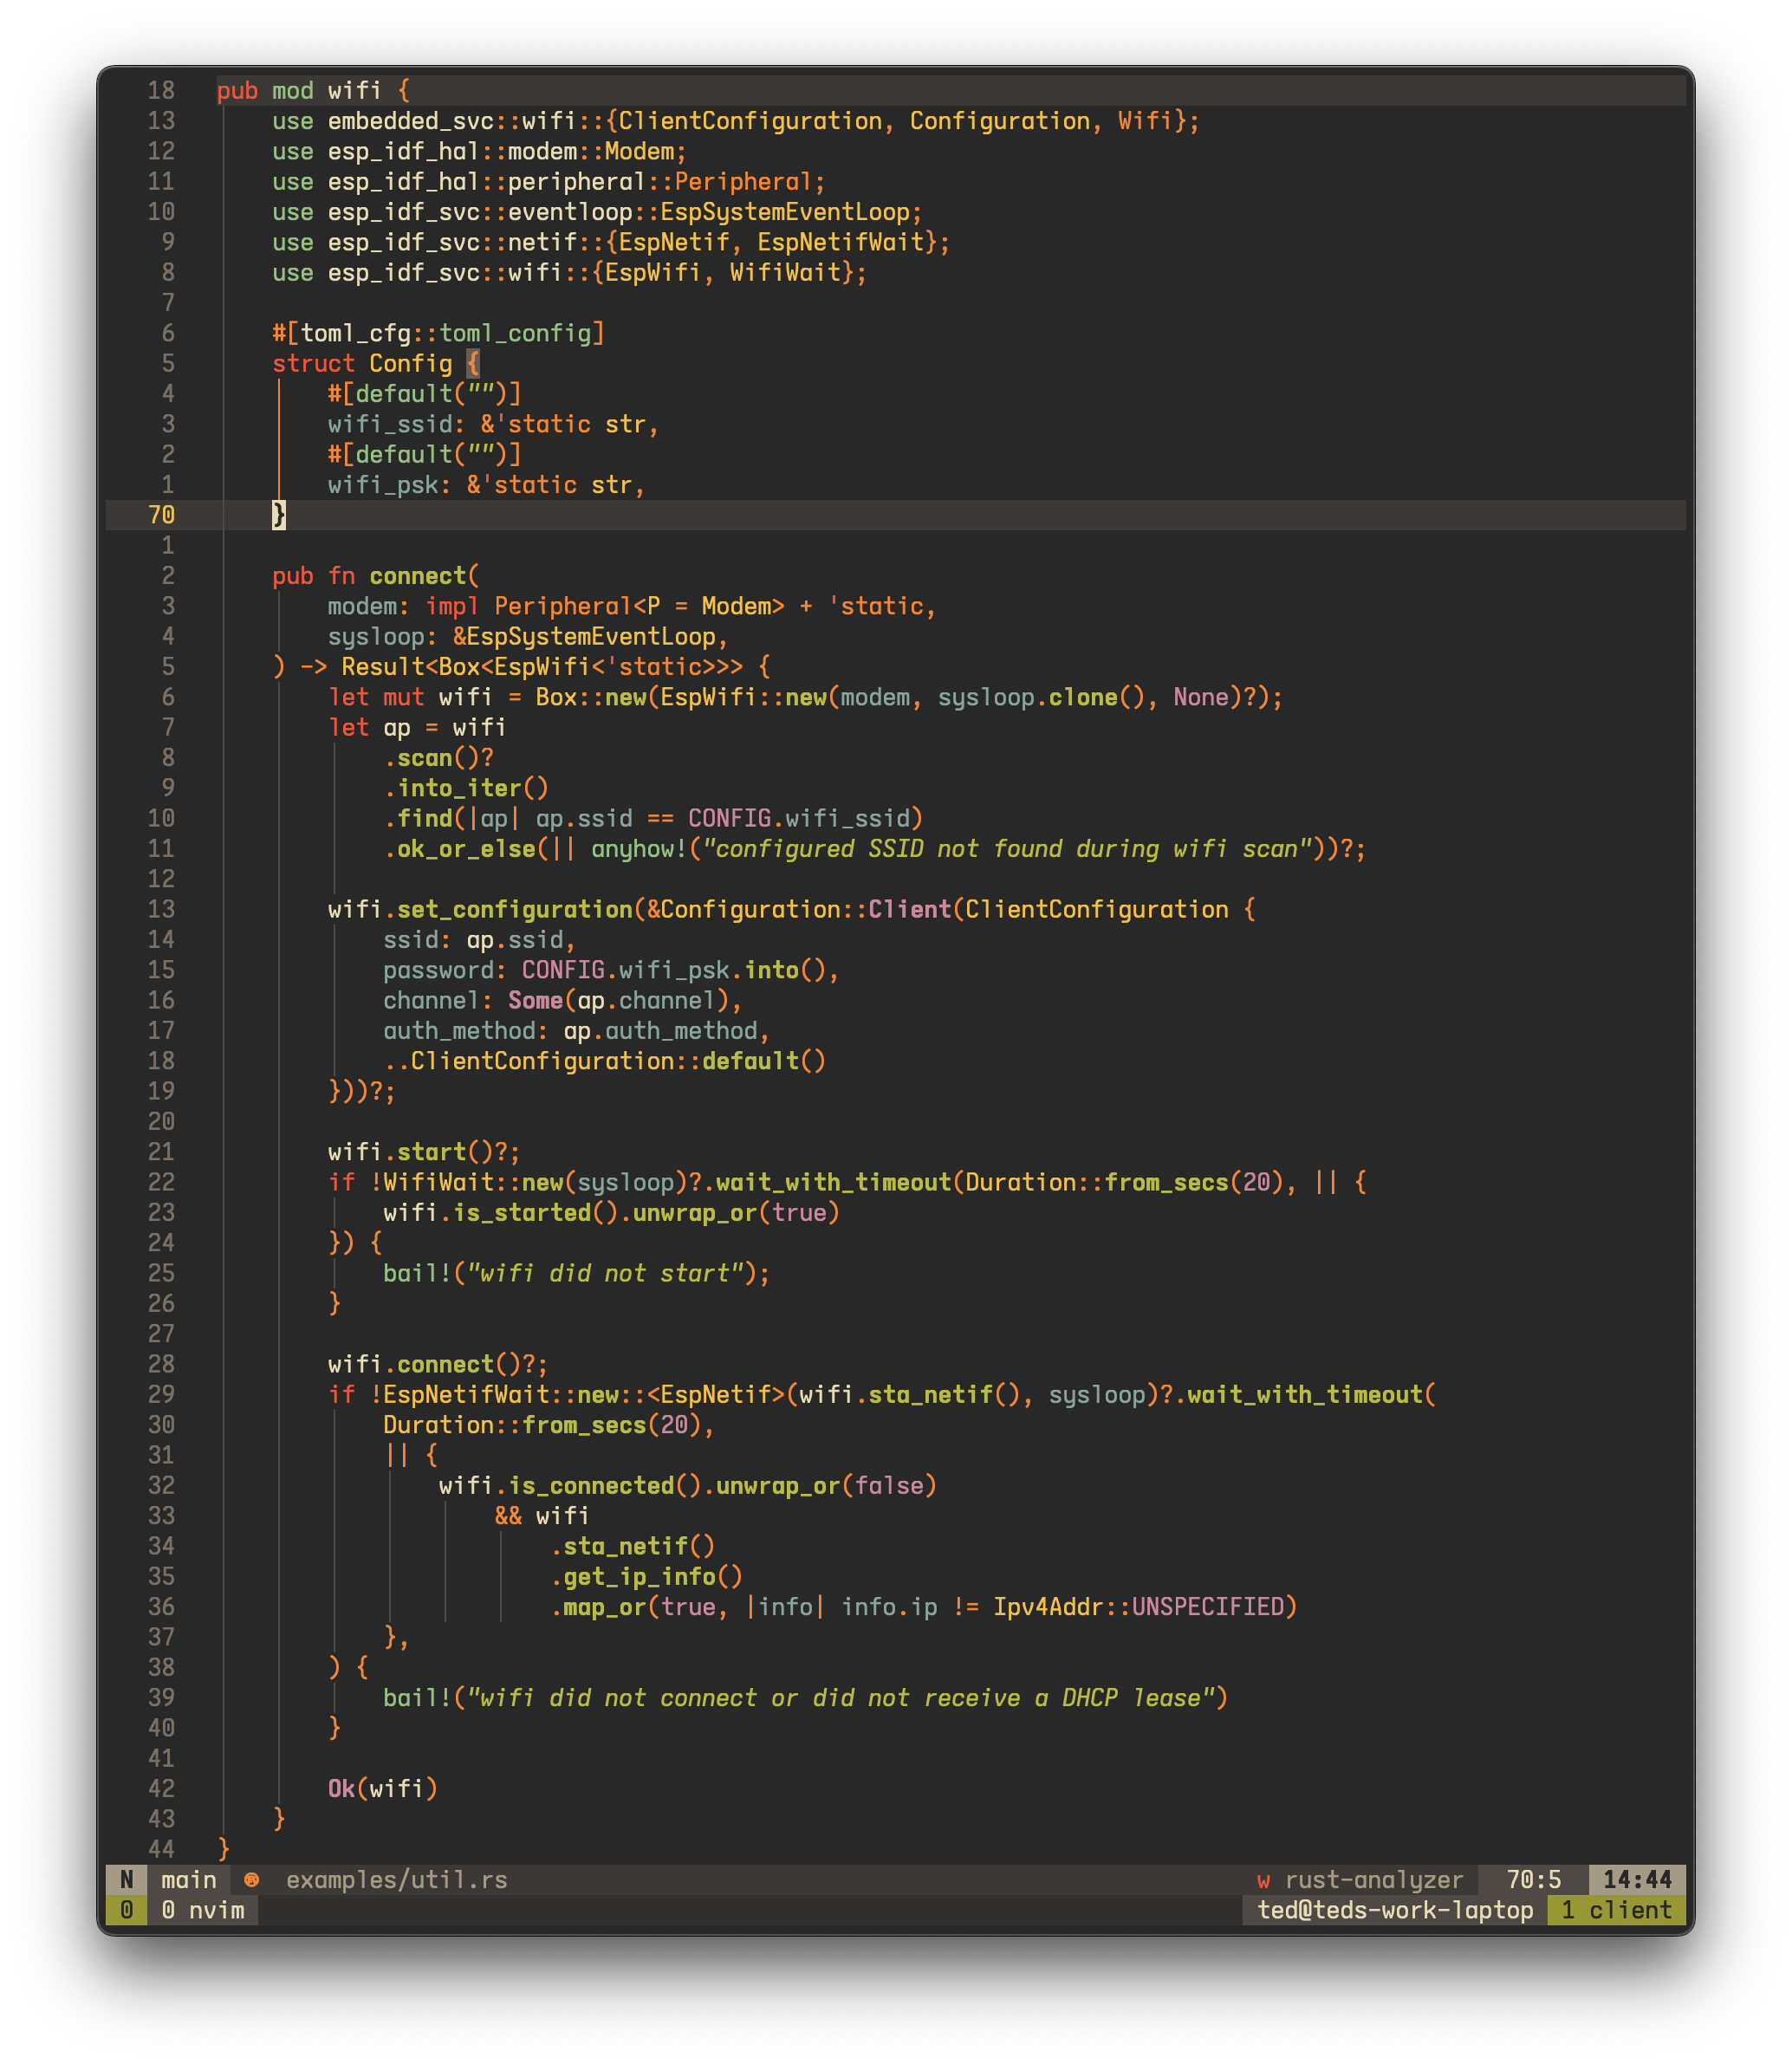 18 pub mod wifi {
13 use embedded_svc::wifi::{ClientConfiguration, Configuration, Wifi};
12 use esp_idf_hal::modem::Modem;
11 use esp_idf_hal::peripheral::Peripheral;
10 use esp_idf_svc::eventloop::EspSystemEventLoop;
9 use esp_idf_svc::netif::{EspNetif, EspNetifWait};
8 use esp_idf_svc::wifi::{EspWifi, WifiWait};
7
6 #[toml_cfg::toml_config]
5 struct Config {
4 #[default("")]
3 wifi_ssid: &'static str,
2 #[default("")]
1 wifi_psk: &'static str,
70 }
1
2 pub fn connect(
3 modem: impl Peripheral<P = Modem> + 'static,
4 sysloop: &EspSystemEventLoop,
5 ) -> Result<Box<EspWifi<'static>>> {
6 let mut wifi = Box::new(EspWifi::new(modem, sysloop.clone(), None)?);
7 let ap = wifi
8 .scan()?
9 .into_iter()
10 .find(|ap| ap.ssid == CONFIG.wifi_ssid)
11 .ok_or_else(|| anyhow!("configured SSID not found during wifi scan"))?;
12
13 wifi.set_configuration(&Configuration::Client(ClientConfiguration {
14 ssid: ap.ssid,
15 password: CONFIG.wifi_psk.into(),
16 channel: Some(ap.channel),
17 auth_method: ap.auth_method,
18 ..ClientConfiguration::default()
19 }))?;
20
21 wifi.start()?;
22 if !WifiWait::new(sysloop)?.wait_with_timeout(Duration::from_secs(20), || {
23 wifi.is_started().unwrap_or(true)
24 }) {
25 bail!("wifi did not start");
26 }
27
28 wifi.connect()?;
29 if !EspNetifWait::new::<EspNetif>(wifi.sta_netif(), sysloop)?.wait_with_timeout(
30 Duration::from_secs(20),
31 || {
32 wifi.is_connected().unwrap_or(false)
33 && wifi
34 .sta_netif()
35 .get_ip_info()
36 .map_or(true, |info| info.ip != Ipv4Addr::UNSPECIFIED)
37 },
38 ) {
39 bail!("wifi did not connect or did not receive a DHCP lease")
40 }
41
42 Ok(wifi)
43 }
44 }
N main examples/util.rs w rust-analyzer 70:5 14:44
0 0 nvim ted@teds-work-laptop 1 client